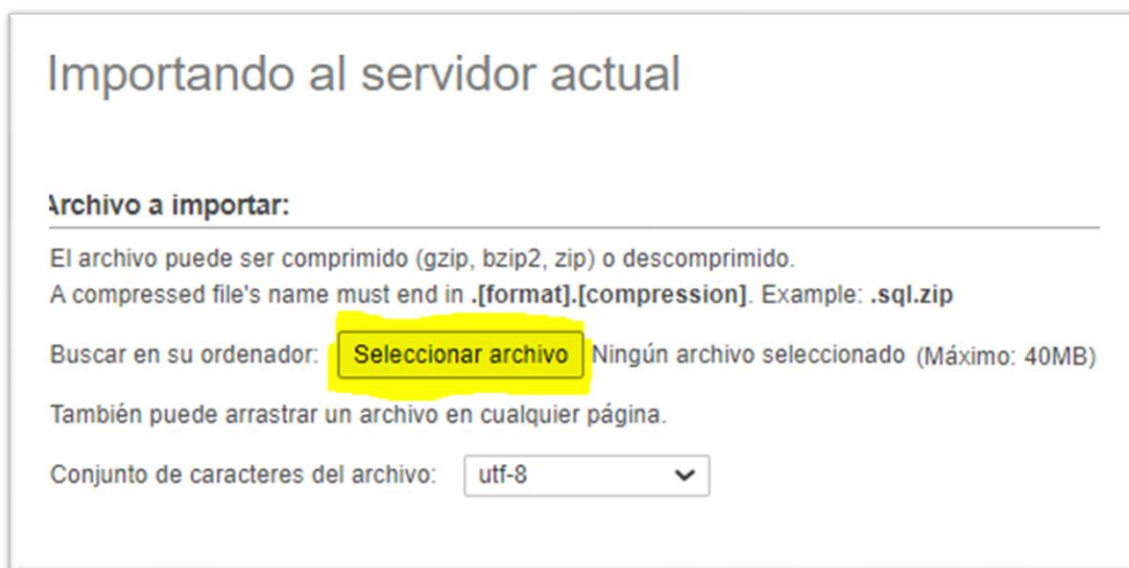 Importando al servidor actual
Archivo a importar:
El archivo puede ser comprimido (gzip, bzip2, zip) o descomprimido.
A compressed file's name must end in .[format].[compression]. Example: .sql.zip
Buscar en su ordenador: Seleccionar archivo Ningún archivo seleccionado (Máximo: 40MB)
También puede arrastrar un archivo en cualquier página.
Conjunto de caracteres del archivo: utf-8